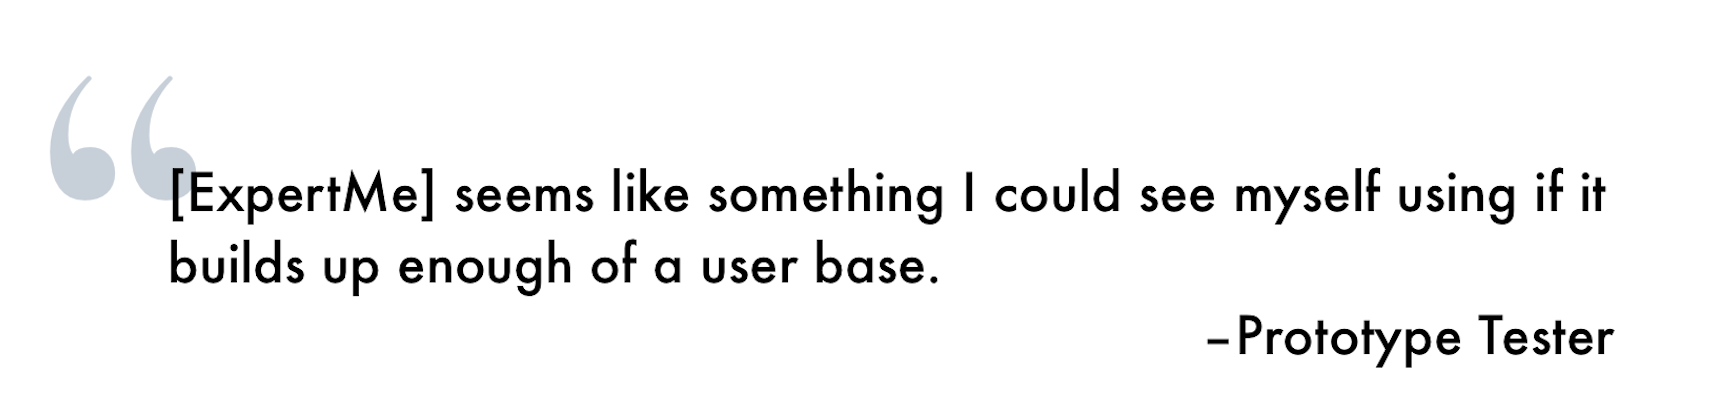 “
[ExpertMe] seems like something I could see myself using if it
builds up enough of a user base.
–Prototype Tester